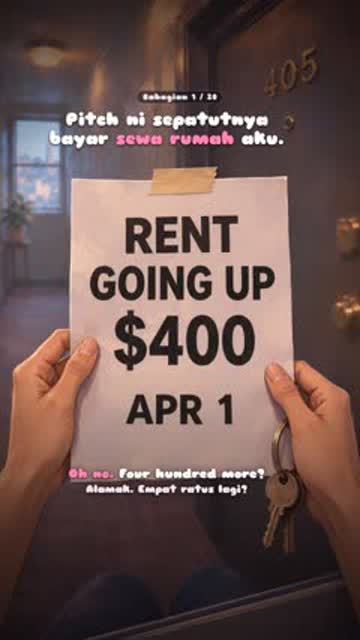 Bahagian 1 / 20
405
Pitch ni sepatutnya
bayar sewa rumah aku.
RENT
GOING UP
$400
APR 1
Oh no. Four hundred more?
Alamak. Empat ratus lagi?